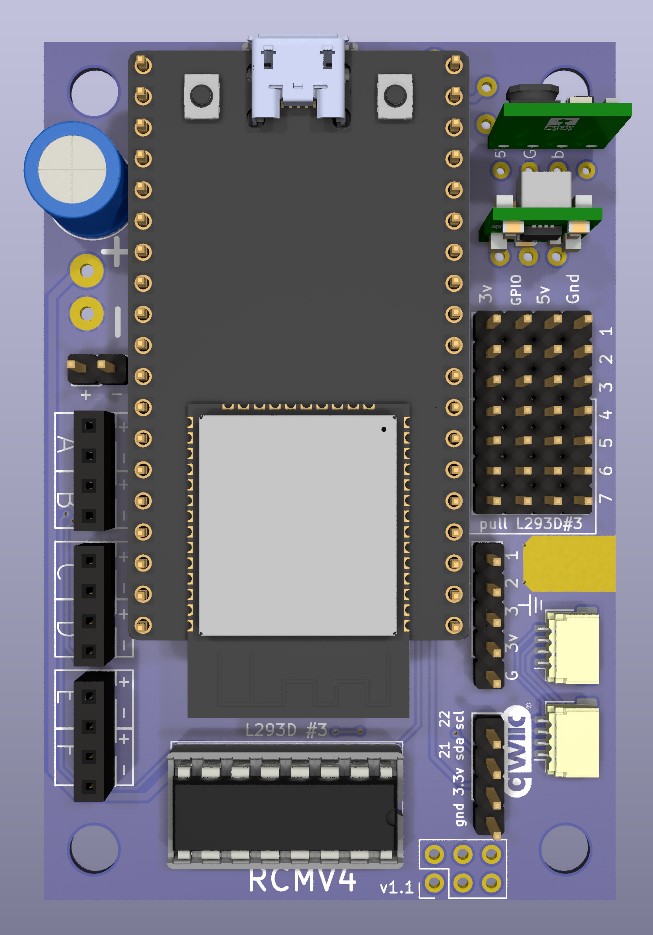 5 G b
+
-
3v GPIO 5v Gnd
1
2
3
4
5
6
7
pull L293D#3
+ -
A
B
C
D
E
F
+ - + -
+ - + -
+ - + -
1
2
3
3v
G
L293D #3
22 scl
21 sda
3.3v
gnd
qwiic
RCMV4
v1.1